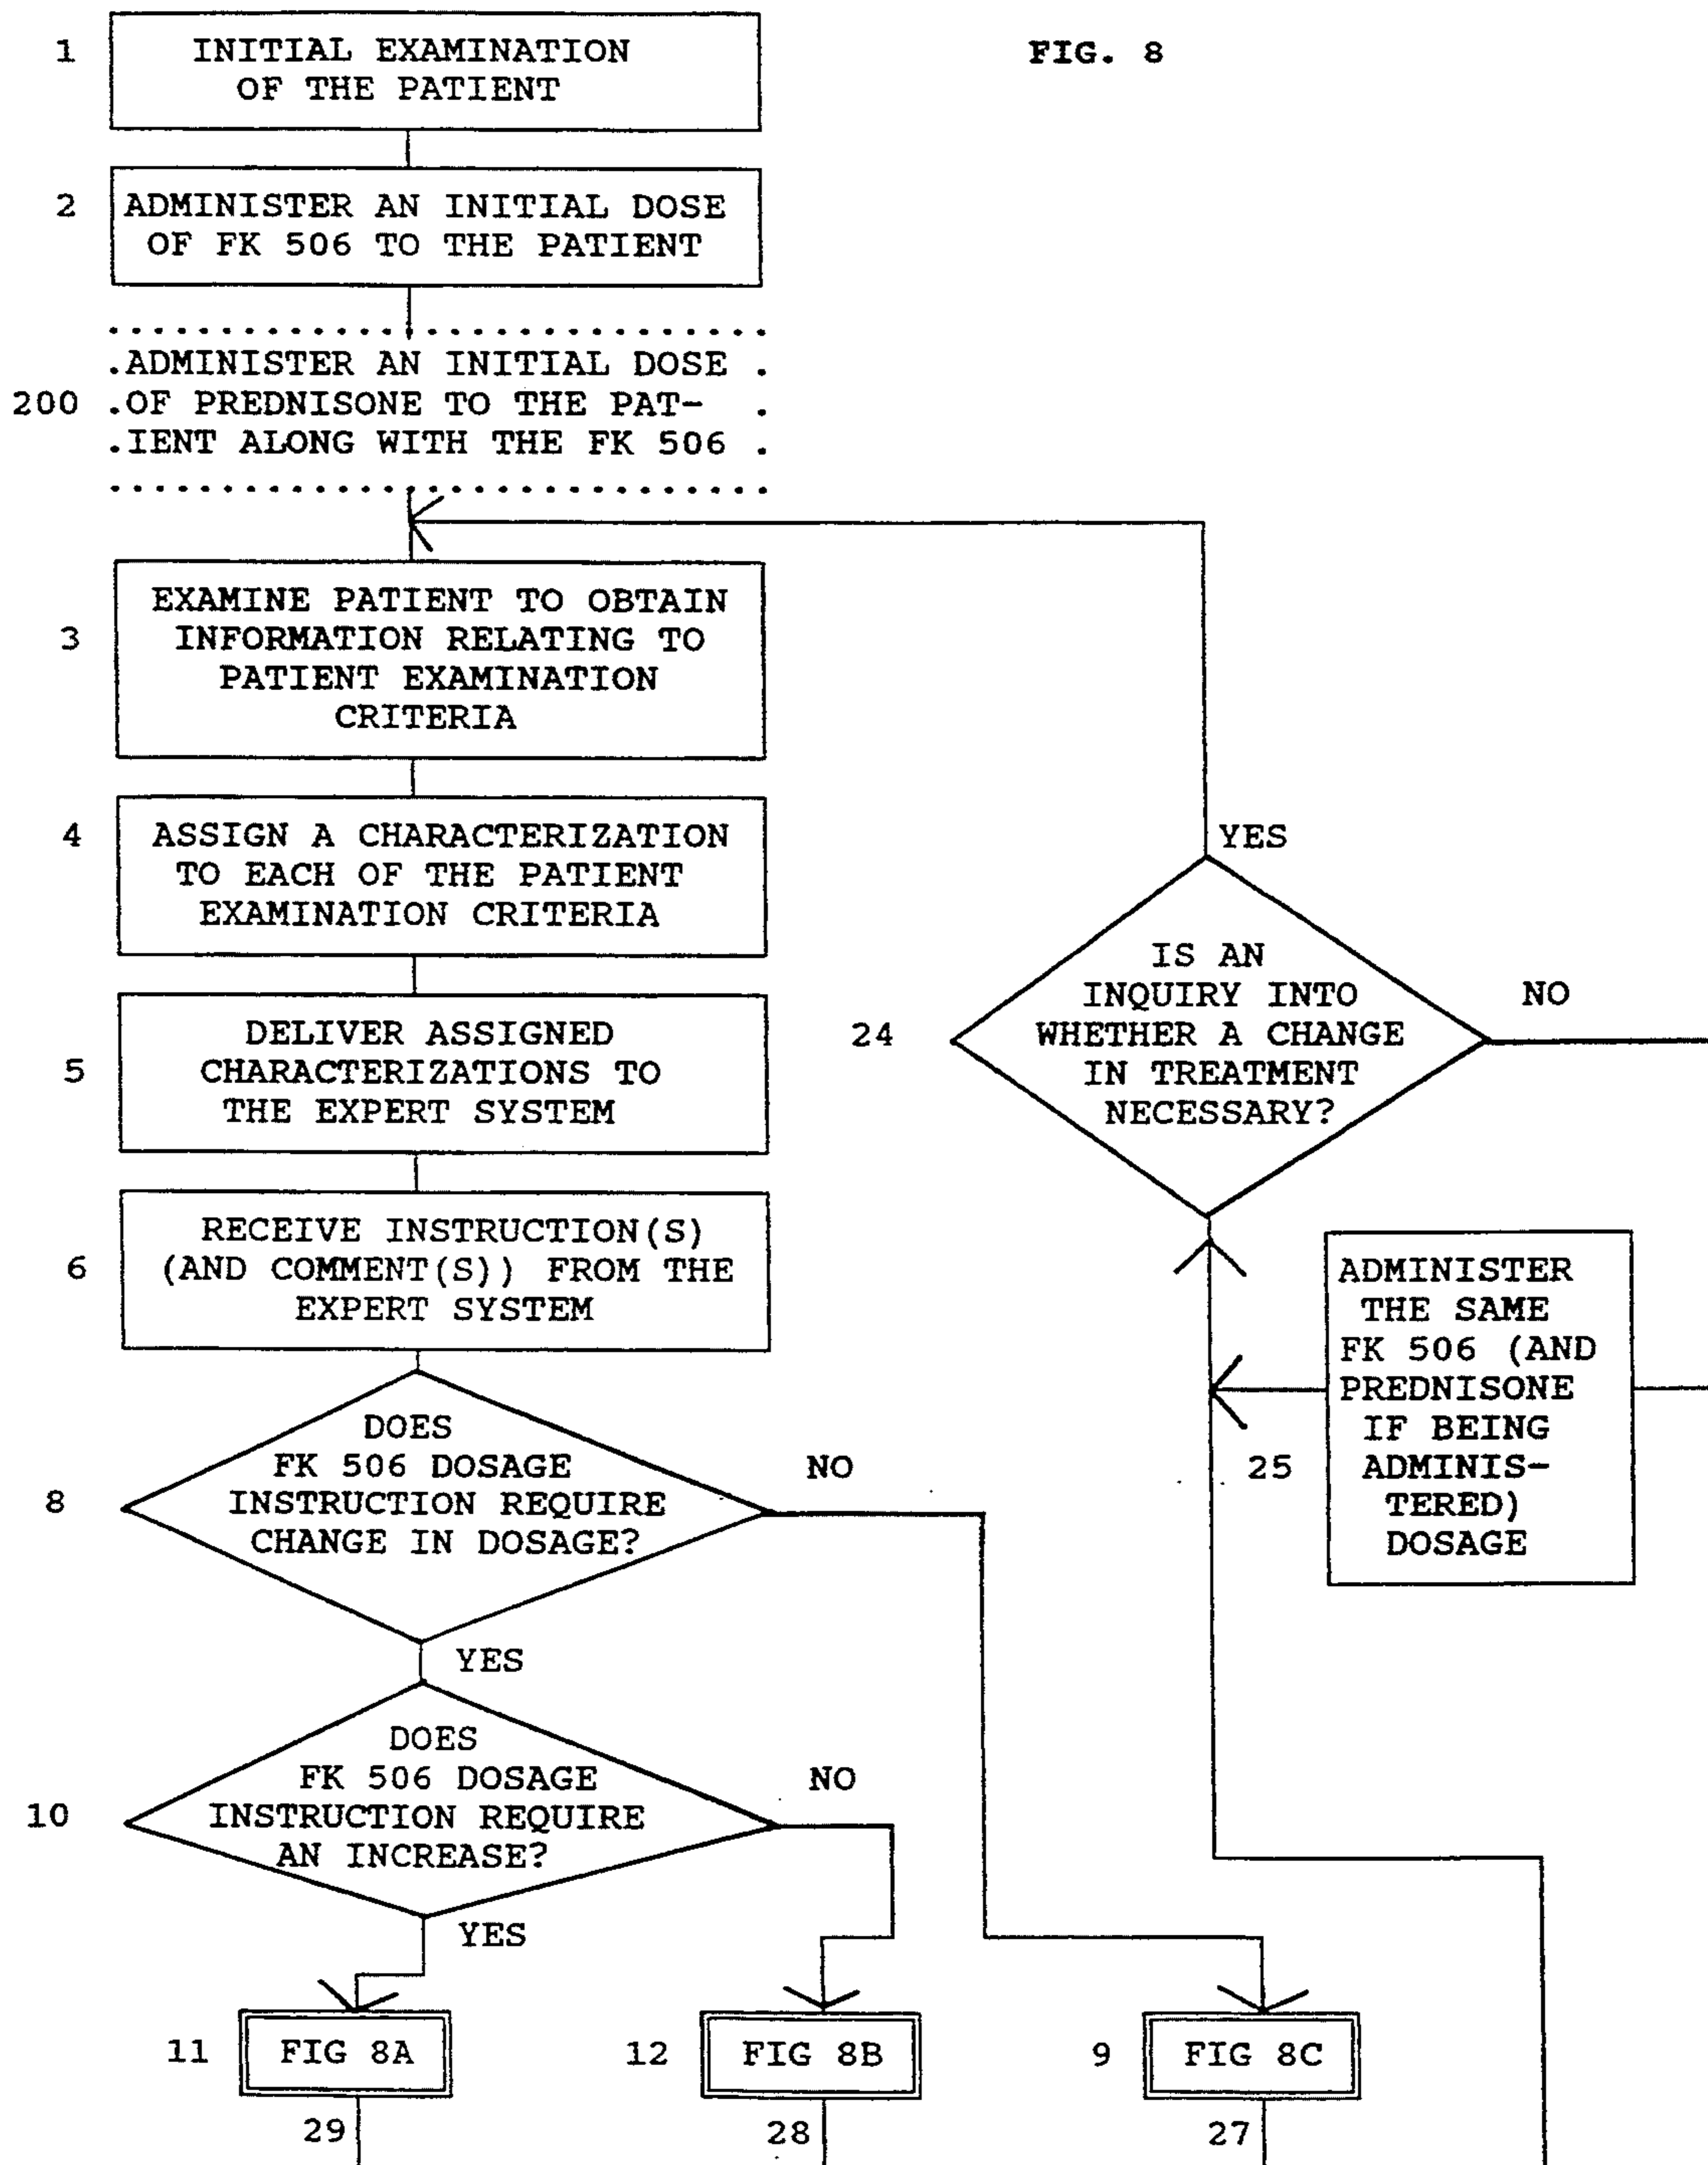 FIG. 8
1
INITIAL EXAMINATION
OF THE PATIENT
2
ADMINISTER AN INITIAL DOSE
OF FK 506 TO THE PATIENT
200
ADMINISTER AN INITIAL DOSE
OF PREDNISONE TO THE PAT-
IENT ALONG WITH THE FK 506
3
EXAMINE PATIENT TO OBTAIN
INFORMATION RELATING TO
PATIENT EXAMINATION
CRITERIA
4
ASSIGN A CHARACTERIZATION
TO EACH OF THE PATIENT
EXAMINATION CRITERIA
5
DELIVER ASSIGNED
CHARACTERIZATIONS TO
THE EXPERT SYSTEM
6
RECEIVE INSTRUCTION(S)
(AND COMMENT(S)) FROM THE
EXPERT SYSTEM
8
DOES
FK 506 DOSAGE
INSTRUCTION REQUIRE
CHANGE IN DOSAGE?
NO
YES
10
DOES
FK 506 DOSAGE
INSTRUCTION REQUIRE
AN INCREASE?
NO
YES
24
IS AN
INQUIRY INTO
WHETHER A CHANGE
IN TREATMENT
NECESSARY?
YES
NO
25
ADMINISTER
THE SAME
FK 506 (AND
PREDNISONE
IF BEING
ADMINIS-
TERED)
DOSAGE
11
FIG 8A
29
12
FIG 8B
28
9
FIG 8C
27